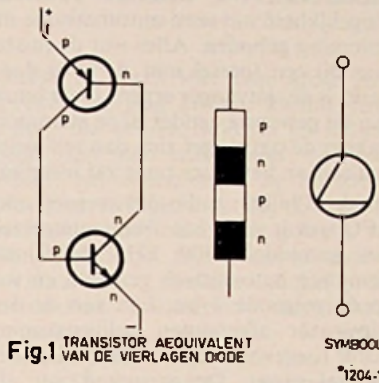 +
p
n
p
n
p
n
n
−
p
n
p
n
Fig.1 TRANSISTOR AEQUIVALENT
VAN DE VIERLAGEN DIODE
SYMBOOL
*1204-